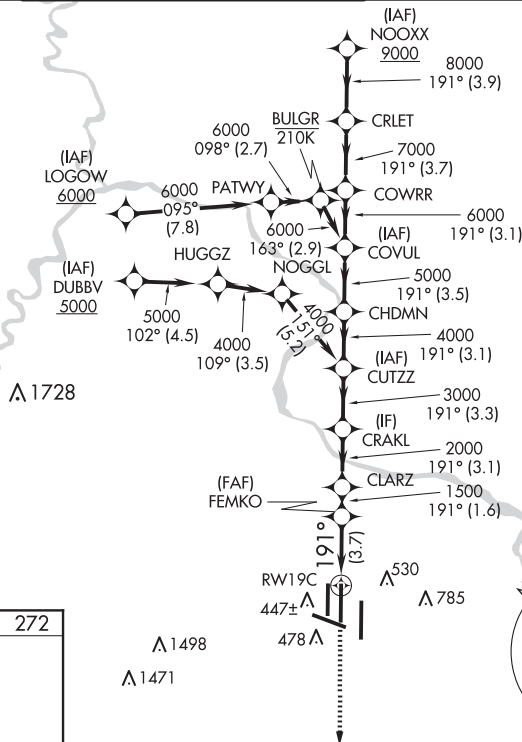 (IAF)
NOOXX
9000
8000
191° (3.9)
CRLET
BULGR
210K
6000
098° (2.7)
7000
191° (3.7)
(IAF)
LOGOW
6000
PATWY
COWRR
6000
095°
(7.8)
6000
191° (3.1)
6000
163° (2.9)
(IAF)
COVUL
HUGGZ
NOGGL
(IAF)
DUBBV
5000
5000
191° (3.5)
5000
102° (4.5)
4000
109° (3.5)
4000
151°
(5.2)
CHDMN
4000
191° (3.1)
(IAF)
CUTZZ
1728
3000
191° (3.3)
(IF)
CRAKL
2000
191° (3.1)
CLARZ
(FAF)
FEMKO
1500
191° (1.6)
191°
(3.7)
RW19C
530
447±
785
272
478
1498
1471